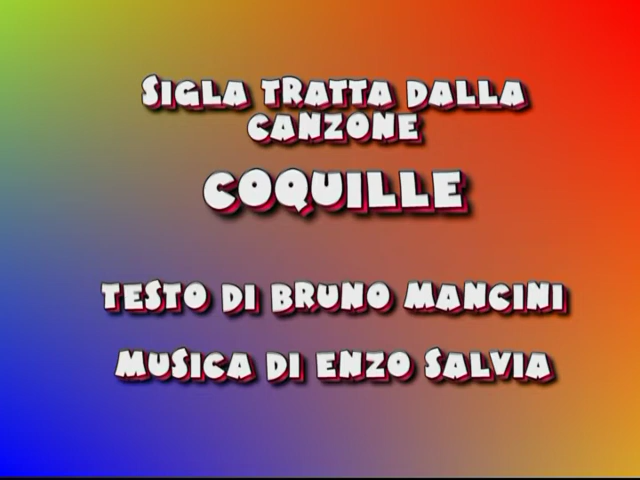 SIGLA TRATTA DALLA
CANZONE
COQUILLE
TESTO DI BRUNO MANCINI
MUSICA DI ENZO SALVIA